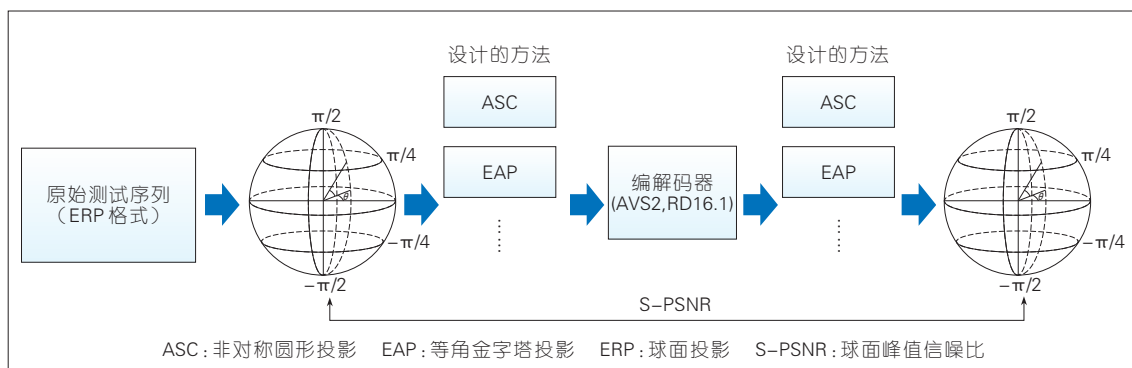 设计的方法
设计的方法
ASC
ASC
π/2
π/2
π/4
π/4
原始测试序列
（ERP格式）
EAP
编解码器
(AVS2,RD16.1)
EAP
θ
θ
−π/4
−π/4
−π/2
−π/2
S−PSNR
ASC：非对称圆形投影 EAP：等角金字塔投影 ERP：球面投影 S−PSNR：球面峰值信噪比